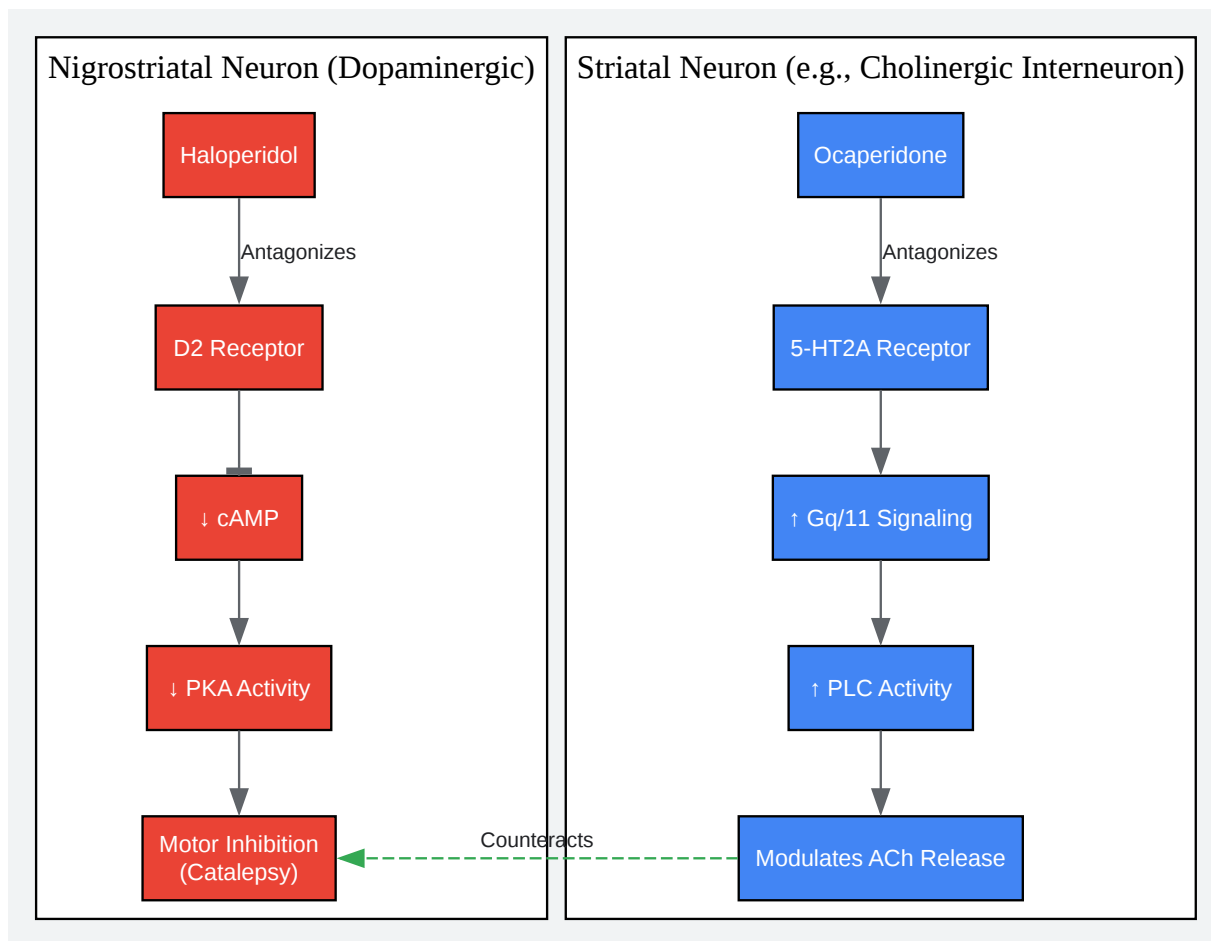 Nigrostriatal Neuron (Dopaminergic)
Haloperidol
Antagonizes
D2 Receptor
↓ cAMP
↓ PKA Activity
Motor Inhibition
(Catalepsy)
Striatal Neuron (e.g., Cholinergic Interneuron)
Ocaperidone
Antagonizes
5-HT2A Receptor
↑ Gq/11 Signaling
↑ PLC Activity
Modulates ACh Release
Counteracts